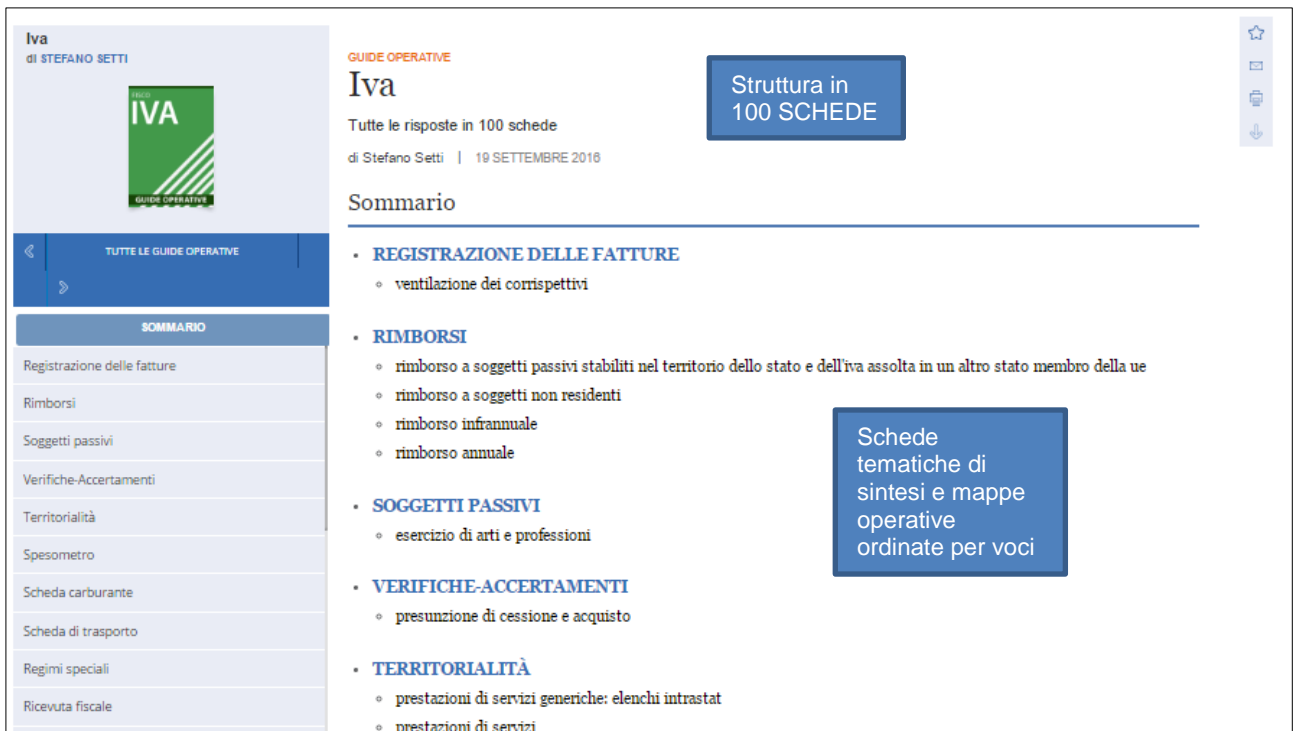 Iva
di STEFANO SETTI
FISCO
IVA
GUIDE OPERATIVE
TUTTE LE GUIDE OPERATIVE
SOMMARIO
Registrazione delle fatture
Rimborsi
Soggetti passivi
Verifiche-Accertamenti
Territorialità
Spesometro
Scheda carburante
Scheda di trasporto
Regimi speciali
Ricevuta fiscale
GUIDE OPERATIVE
Iva
Tutte le risposte in 100 schede
di Stefano Setti | 19 SETTEMBRE 2016
Struttura in
100 SCHEDE
Sommario
• REGISTRAZIONE DELLE FATTURE
◦ ventilazione dei corrispettivi
• RIMBORSI
◦ rimborso a soggetti passivi stabiliti nel territorio dello stato e dell'iva assolta in un altro stato membro della ue
◦ rimborso a soggetti non residenti
◦ rimborso infrannuale
◦ rimborso annuale
Schede
tematiche di
sintesi e mappe
operative
ordinate per voci
• SOGGETTI PASSIVI
◦ esercizio di arti e professioni
• VERIFICHE-ACCERTAMENTI
◦ presunzione di cessione e acquisto
• TERRITORIALITÀ
◦ prestazioni di servizi generiche: elenchi intrastat
◦ prestazioni di servizi